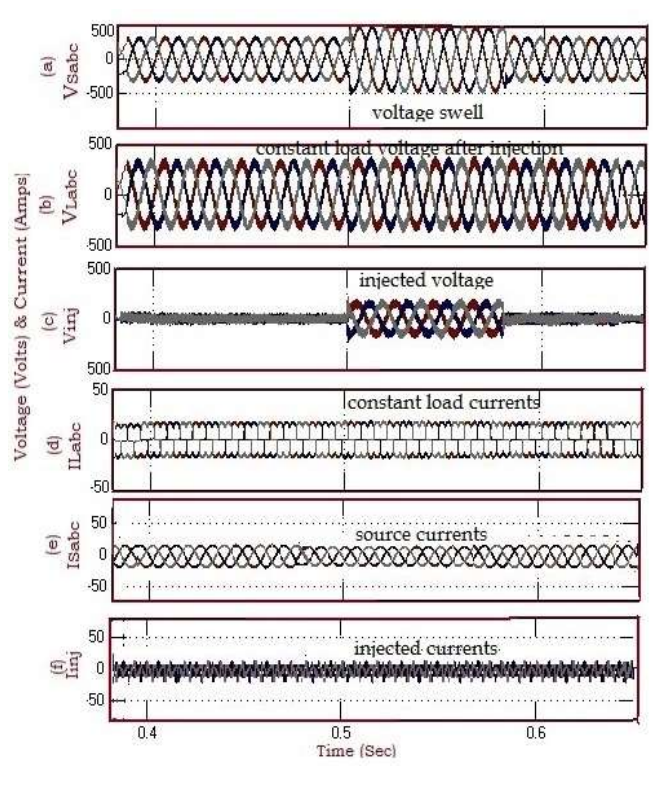 Voltage (Volts) & Current (Amps)
(a)
VSabc
500
0
-500
voltage swell
(b)
VLabc
500
0
-500
constant load voltage after injection
(c)
Vinj
500
0
500
injected voltage
(d)
ILabc
50
0
-50
constant load currents
(e)
ISabc
50
0
-50
source currents
(f)
Iinj
50
0
-50
injected currents
0.4 0.5 0.6
Time (Sec)